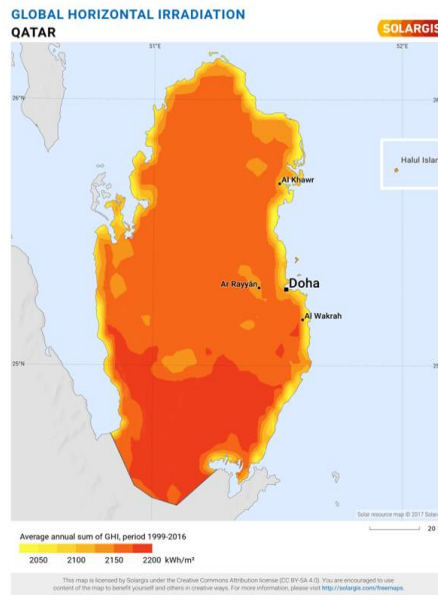 GLOBAL HORIZONTAL IRRADIATION
QATAR
SOLARGIS
51°E
52°E
26°N
Halul Islan
Al Khawr
Ar Rayyān
Doha
Al Wakrah
25°N
Solar resource map © 2017 Solar
20
Average annual sum of GHI, period 1999-2016
2050 2100 2150 2200 kWh/m²
This map is licensed by Solargis under the Creative Commons Attribution license (CC BY-SA 4.0). You are encouraged to use
content of the map to benefit yourself and others in creative ways. For more information, please visit http://solargis.com/freemaps.